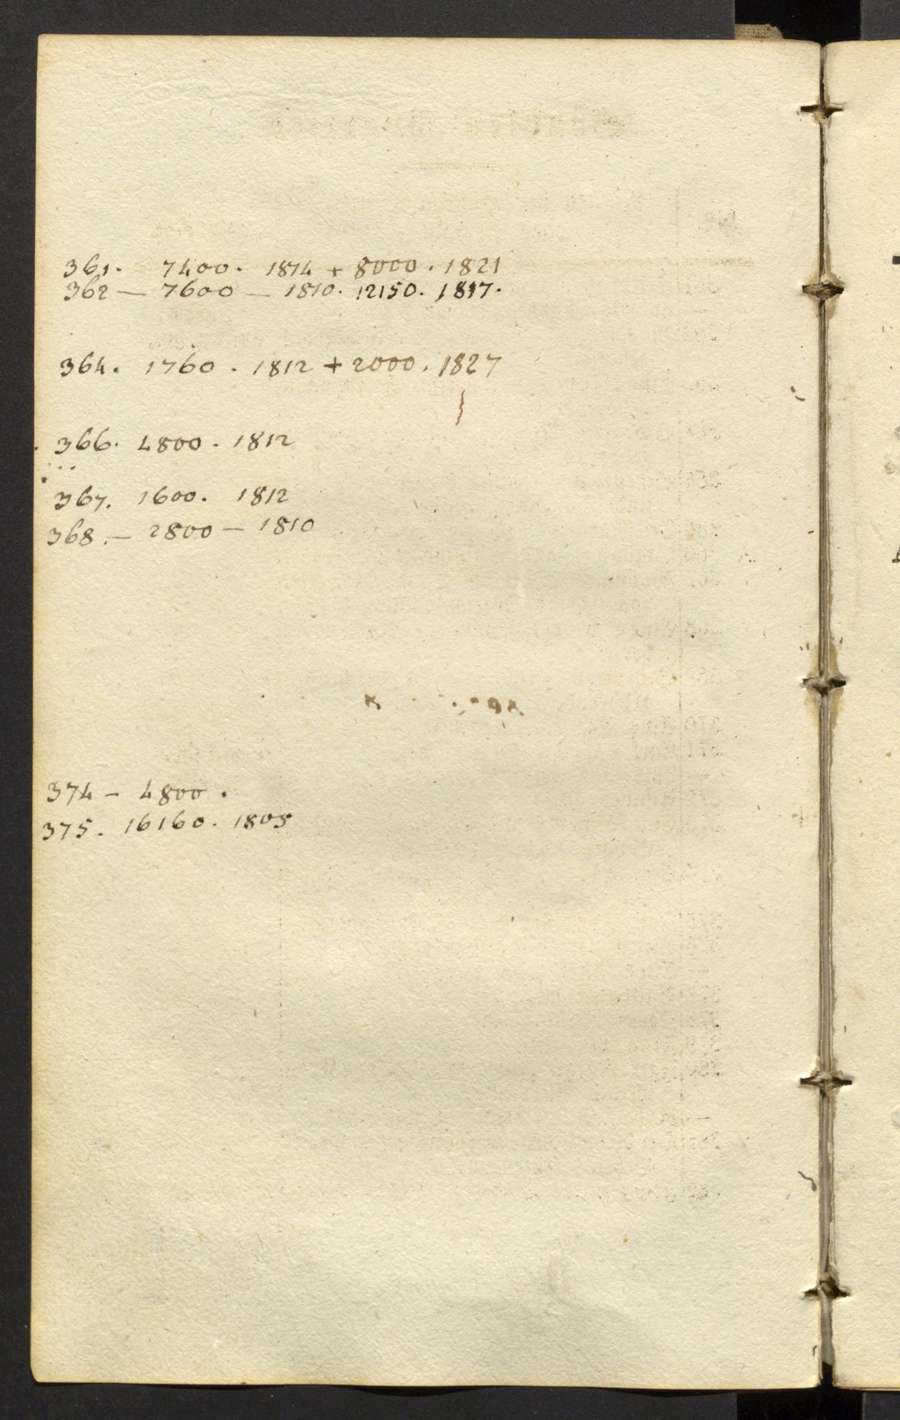 361. 7400. 1814 + 8000. 1821
362 — 7600 — 1810. 12150. 1817.
364. 1760. 1812 + 2000. 1827
366. 4800. 1812
367. 1600. 1812
368. — 2800 — 1810
374 — 4800.
375. 16160. 1805